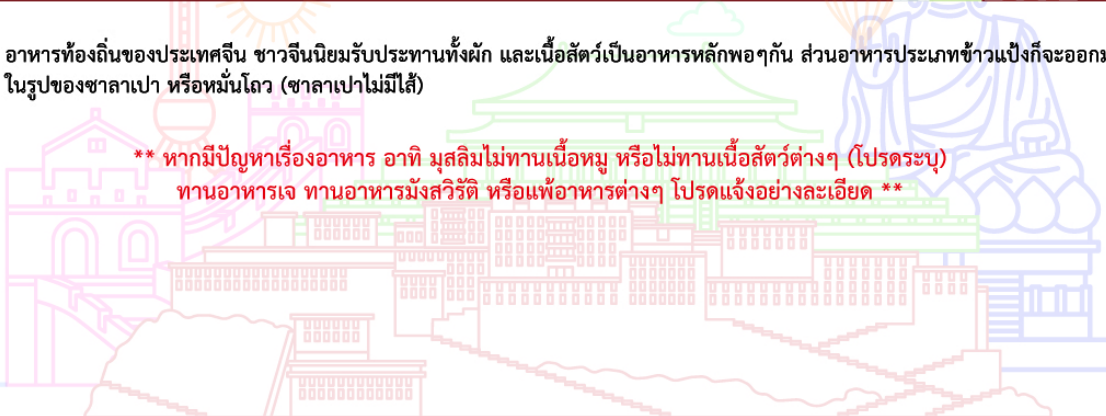 อาหารท้องถิ่นของประเทศจีน ชาวจีนนิยมรับประทานทั้งผัก และเนื้อสัตว์เป็นอาหารหลักพอๆกัน ส่วนอาหารประเภทข้าวแป้งก็จะออกม
ในรูปของซาลาเปา หรือหมั่นโถว (ซาลาเปาไม่มีไส้)
** หากมีปัญหาเรื่องอาหาร อาทิ มุสลิมไม่ทานเนื้อหมู หรือไม่ทานเนื้อสัตว์ต่างๆ (โปรดระบุ)
ทานอาหารเจ ทานอาหารมังสวิรัติ หรือแพ้อาหารต่างๆ โปรดแจ้งอย่างละเอียด **